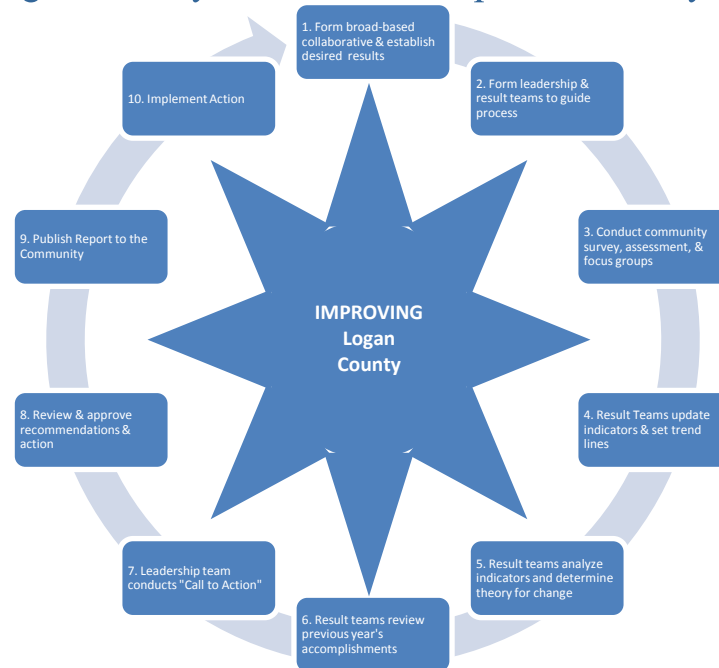 1. Form broad-based
collaborative & establish
desired results
2. Form leadership &
result teams to guide
process
3. Conduct community
survey, assessment, &
focus groups
4. Result Teams update
indicators & set trend
lines
5. Result teams analyze
indicators and determine
theory for change
6. Result teams review
previous year's
accomplishments
7. Leadership team
conducts "Call to Action"
8. Review & approve
recommendations &
action
9. Publish Report to the
Community
10. Implement Action
IMPROVING
Logan
County